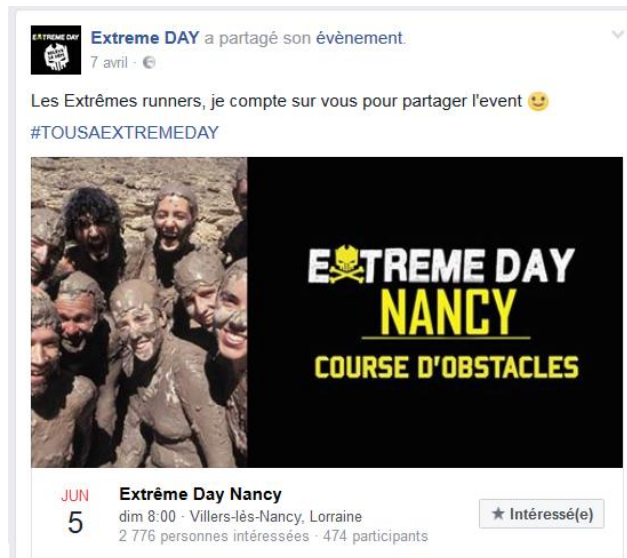 Extreme DAY a partagé son évènement.
7 avril ·
Les Extrêmes runners, je compte sur vous pour partager l'event
#TOUSAEXTREMEDAY
EXTREME DAY
NANCY
COURSE D'OBSTACLES
JUN
5
Extrême Day Nancy
dim 8:00 · Villers-lès-Nancy, Lorraine
2 776 personnes intéressées · 474 participants
Intéressé(e)